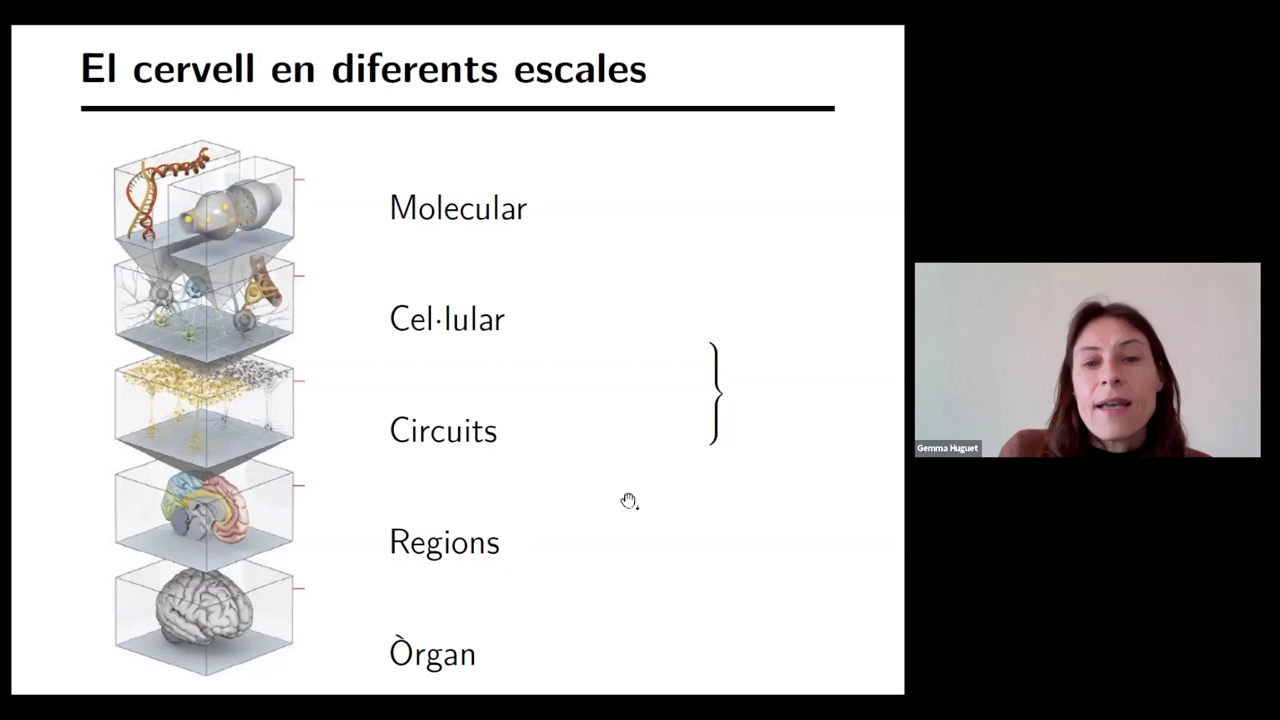 El cervell en diferents escales
Molecular
Cel·lular
Circuits
Regions
Òrgan
Gemma Huguet